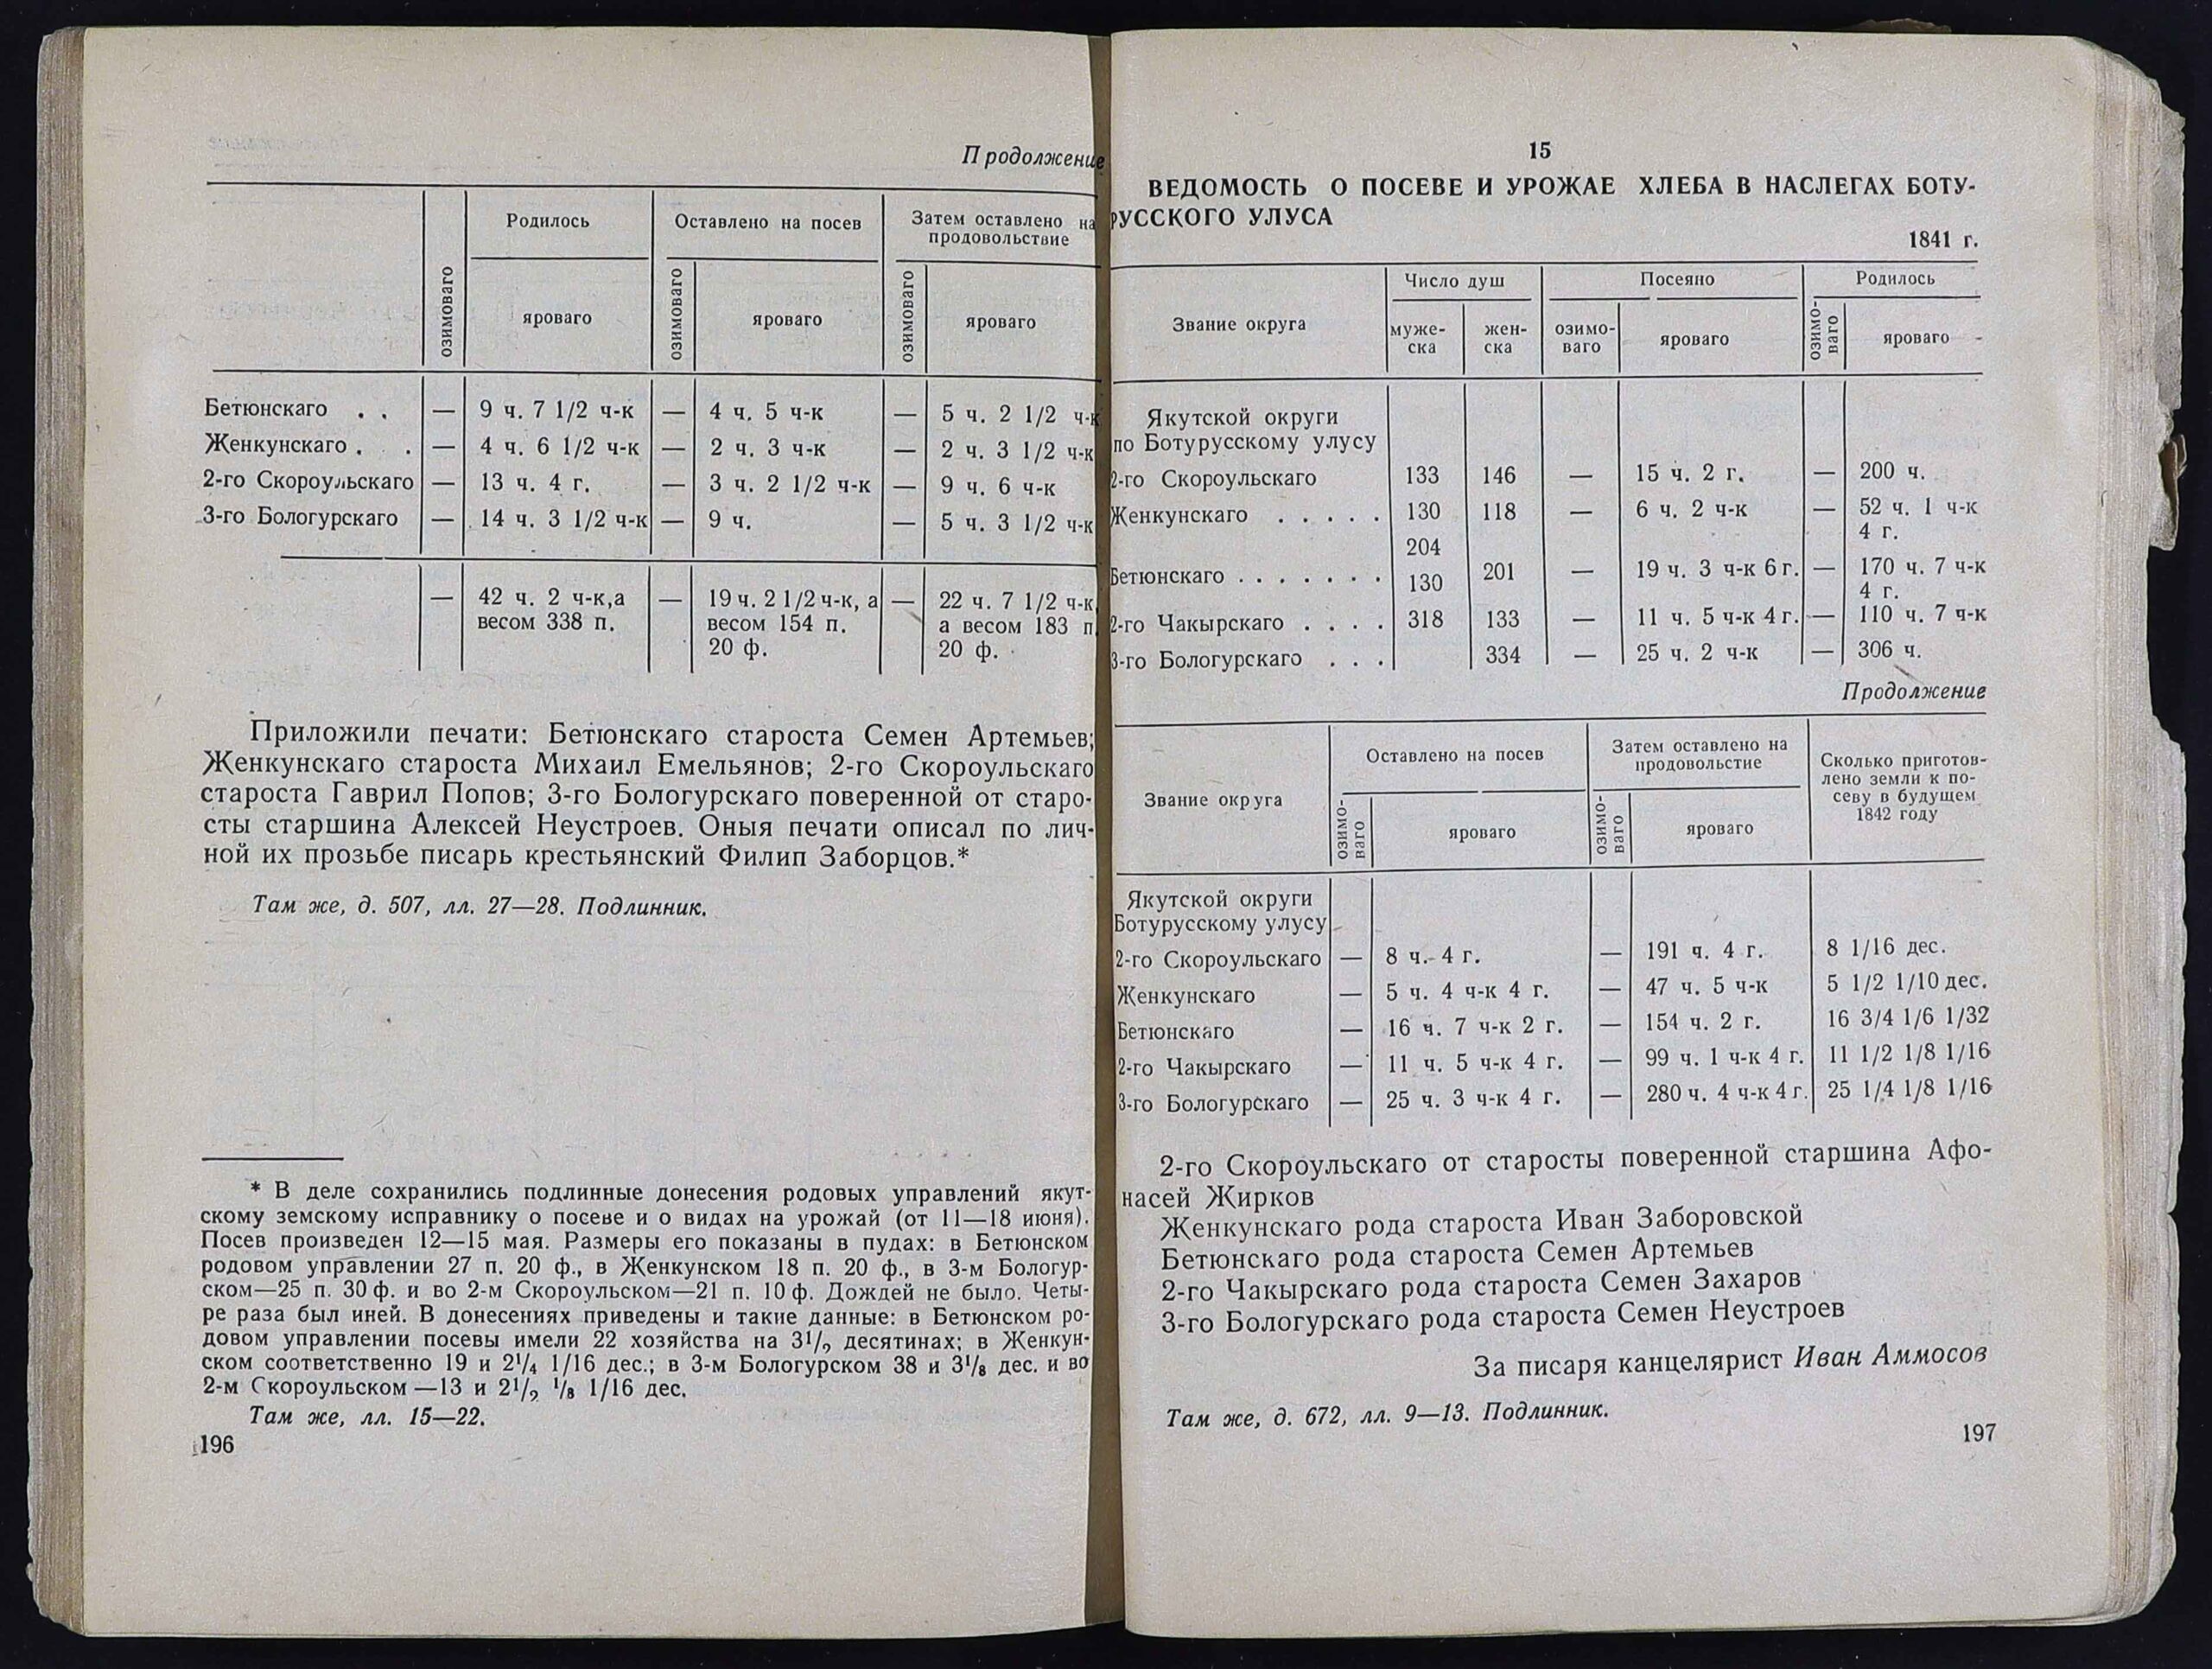 Продолжение
Родилось Оставлено на посев Затем оставлено на
продовольствие
озимоваго яроваго озимоваго яроваго озимоваго яроваго
Бетюнскаго . . — 9 ч. 7 1/2 ч-к — 4 ч. 5 ч-к — 5 ч. 2 1/2 ч-к
Женкунскаго . . — 4 ч. 6 1/2 ч-к — 2 ч. 3 ч-к — 2 ч. 3 1/2 ч-к
2-го Скороульскаго — 13 ч. 4 г. — 3 ч. 2 1/2 ч-к — 9 ч. 6 ч-к
3-го Бологурскаго — 14 ч. 3 1/2 ч-к — 9 ч. — 5 ч. 3 1/2 ч-к
— 42 ч. 2 ч-к,а — 19 ч. 2 1/2 ч-к, а — 22 ч. 7 1/2 ч-к,
весом 338 п. весом 154 п. а весом 183 п.
20 ф. 20 ф.
Приложили печати: Бетюнскаго староста Семен Артемьев;
Женкунскаго староста Михаил Емельянов; 2-го Скороульскаго
староста Гаврил Попов; 3-го Бологурскаго поверенной от старо-
сты старшина Алексей Неустроев. Оныя печати описал по лич-
ной их прозьбе писарь крестьянский Филип Заборцов.*
Там же, д. 507, лл. 27—28. Подлинник.
* В деле сохранились подлинные донесения родовых управлений якут-
скому земскому исправнику о посеве и о видах на урожай (от 11—18 июня).
Посев произведен 12—15 мая. Размеры его показаны в пудах: в Бетюнском
родовом управлении 27 п. 20 ф., в Женкунском 18 п. 20 ф., в 3-м Бологур-
ском—25 п. 30 ф. и во 2-м Скороульском—21 п. 10 ф. Дождей не было. Четы-
ре раза был иней. В донесениях приведены и такие данные: в Бетюнском ро-
довом управлении посевы имели 22 хозяйства на 3 1/2 десятинах; в Женкун-
ском соответственно 19 и 2 1/4 1/16 дес.; в 3-м Бологурском 38 и 3 1/8 дес. и во
2-м Скороульском—13 и 2 1/2 1/8 1/16 дес.
Там же, лл. 15—22.
196
15
ВЕДОМОСТЬ О ПОСЕВЕ И УРОЖАЕ ХЛЕБА В НАСЛЕГАХ БОТУ-
РУССКОГО УЛУСА
1841 г.
Звание округа Число душ Посеяно Родилось
муже- жен- озимо- яроваго озимо- яроваго
ска ска ваго ваго
Якутской округи
по Ботурусскому улусу
2-го Скороульскаго 133 146 — 15 ч. 2 г. — 200 ч.
Женкунскаго . . . . . 130 118 — 6 ч. 2 ч-к — 52 ч. 1 ч-к
4 г.
204
Бетюнскаго . . . . . . . 130 201 — 19 ч. 3 ч-к 6 г. — 170 ч. 7 ч-к
4 г.
2-го Чакырскаго . . . . 318 133 — 11 ч. 5 ч-к 4 г. — 110 ч. 7 ч-к
3-го Бологурскаго . . . 334 — 25 ч. 2 ч-к — 306 ч.
Продолжение
Звание округа Оставлено на посев Затем оставлено на
продовольстие
Сколько приготов-
лено земли к по-
севу в будущем
1842 году
озимо- яроваго озимо- яроваго
ваго ваго
Якутской округи
Ботурусскому улусу
2-го Скороульскаго — 8 ч. 4 г. — 191 ч. 4 г. 8 1/16 дес.
Женкунскаго — 5 ч. 4 ч-к 4 г. — 47 ч. 5 ч-к 5 1/2 1/10 дес.
Бетюнскаго — 16 ч. 7 ч-к 2 г. — 154 ч. 2 г. 16 3/4 1/6 1/32
2-го Чакырскаго — 11 ч. 5 ч-к 4 г. — 99 ч. 1 ч-к 4 г. 11 1/2 1/8 1/16
3-го Бологурскаго — 25 ч. 3 ч-к 4 г. — 280 ч. 4 ч-к 4 г. 25 1/4 1/8 1/16
2-го Скороульскаго от старосты поверенной старшина Афо-
насей Жирков
Женкунскаго рода староста Иван Заборовской
Бетюнскаго рода староста Семен Артемьев
2-го Чакырскаго рода староста Семен Захаров
3-го Бологурскаго рода староста Семен Неустроев
За писаря канцелярист Иван Аммосов
Там же, д. 672, лл. 9—13. Подлинник.
197